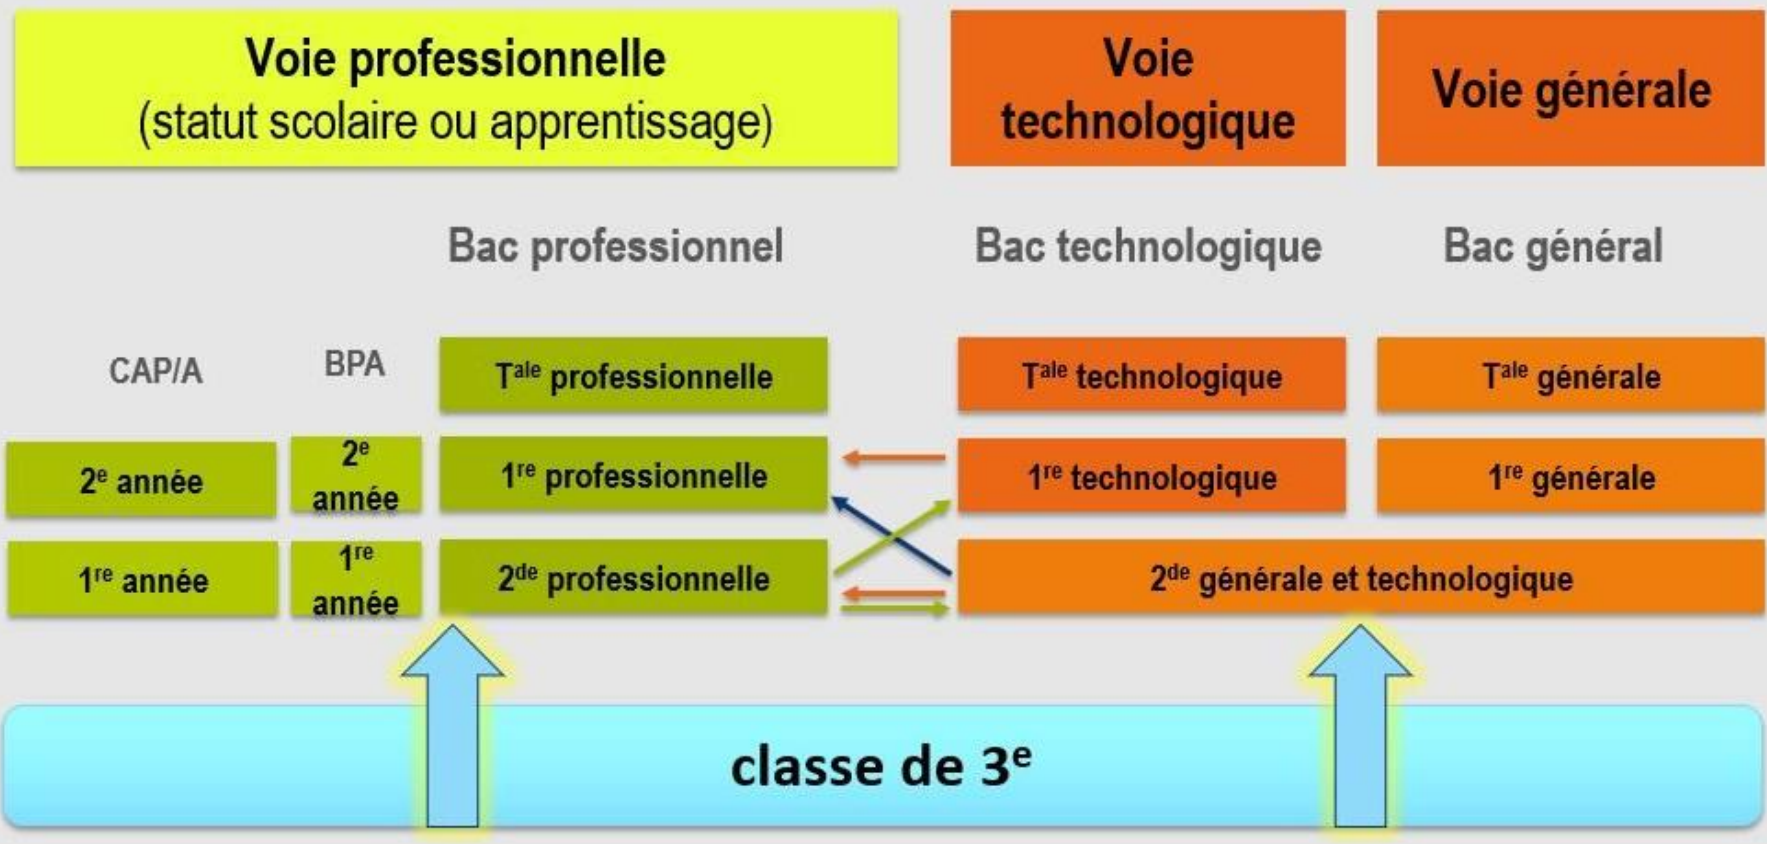 Voie professionnelle
(statut scolaire ou apprentissage)
Voie
technologique
Voie générale
Bac professionnel
Bac technologique
Bac général
CAP/A
BPA
Tale professionnelle
Tale technologique
Tale générale
2e année
2e
année
1re professionnelle
1re technologique
1re générale
1re année
1re
année
2de professionnelle
2de générale et technologique
classe de 3e